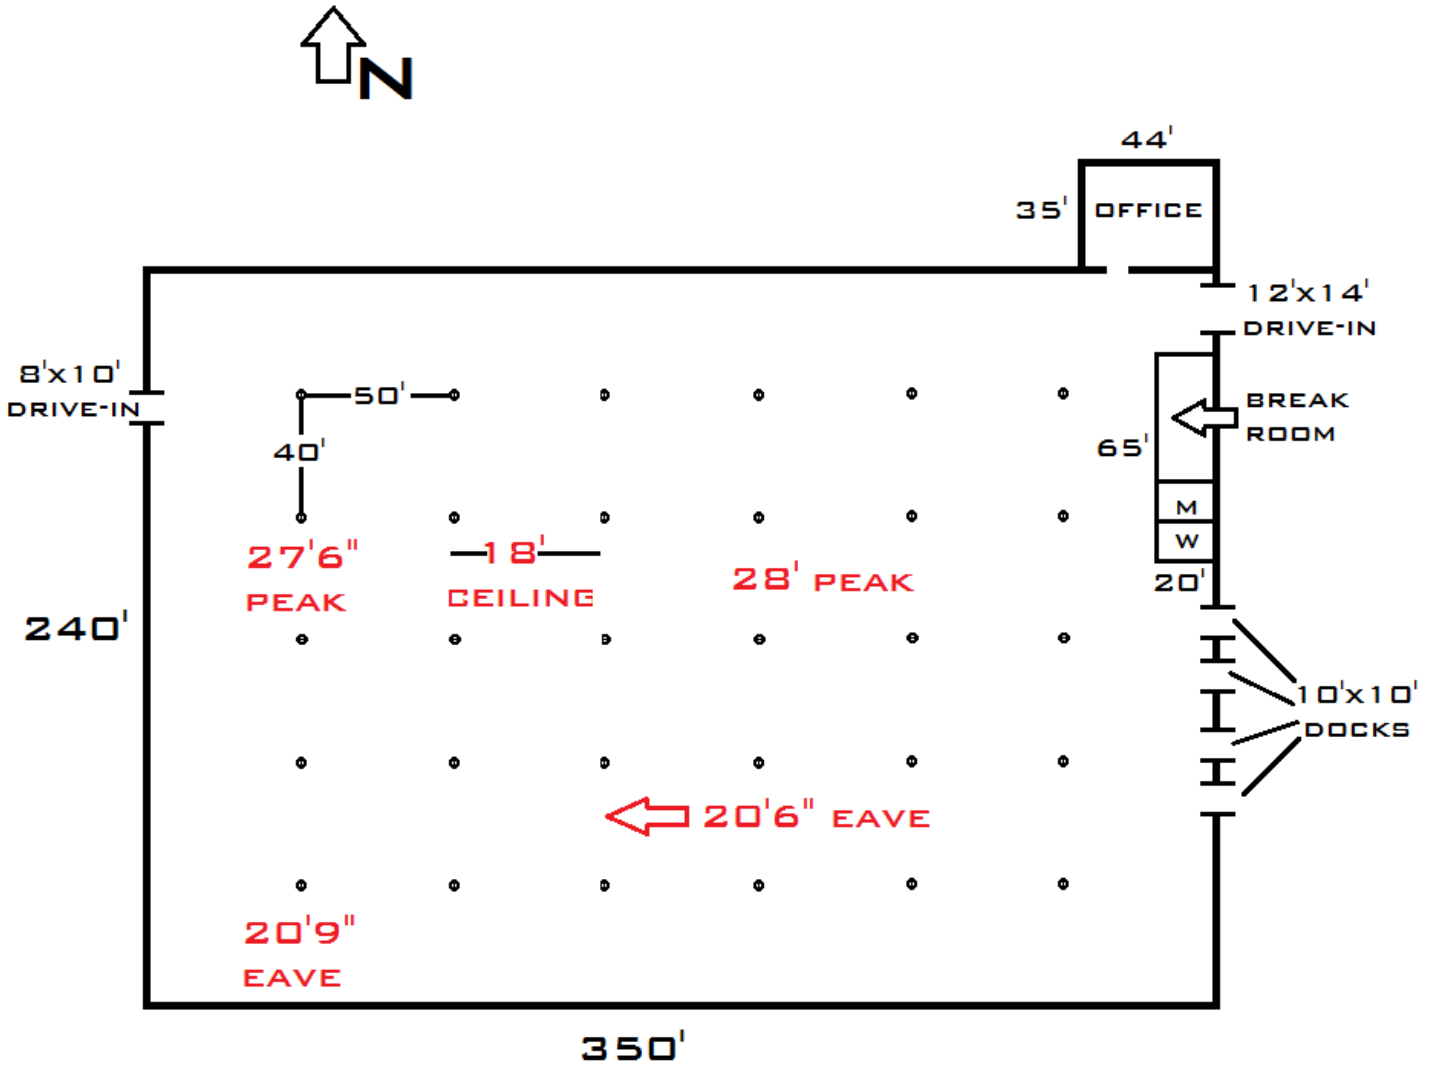 N
44'
35'
OFFICE
12'x14'
DRIVE-IN
8'x10'
DRIVE-IN
50'
40'
BREAK
ROOM
65'
M
W
20'
27'6"
PEAK
18'
CEILING
28' PEAK
240'
10'x10'
DOCKS
20'6" EAVE
20'9"
EAVE
350'